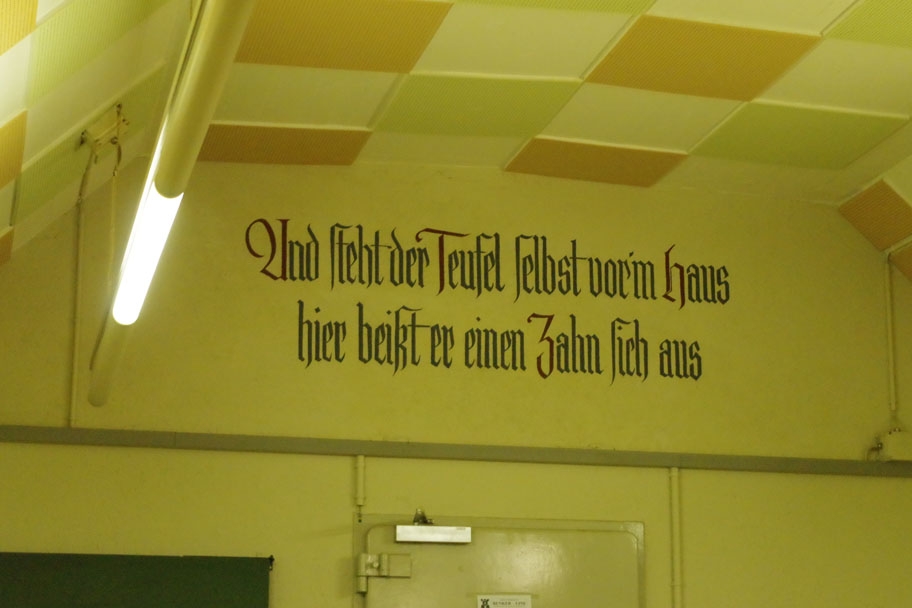 Und ſteht der Teufel ſelbst vor'm Haus
hier beißt er einen Zahn ſich aus